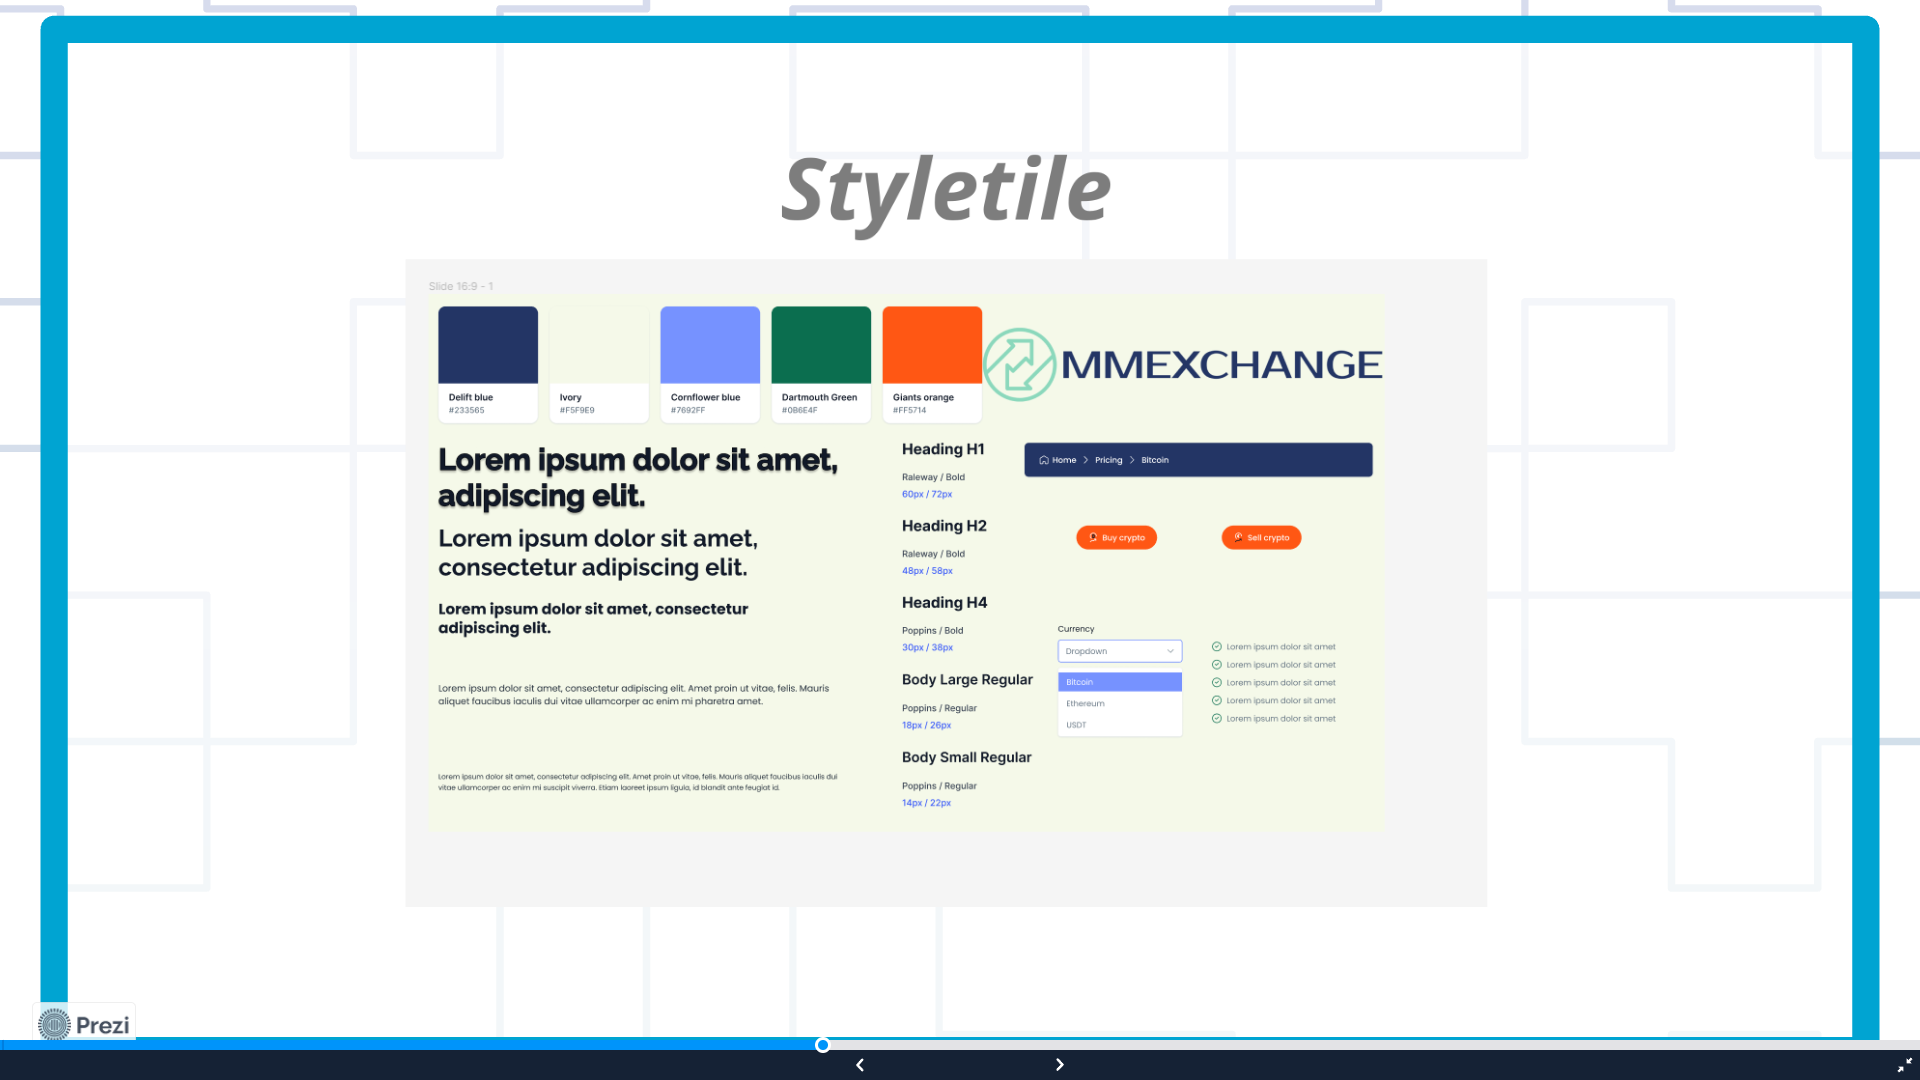 Styletile
Slide 16:9 - 1
Delift blue
#233565
Ivory
#F5F9E9
Cornflower blue
#7692FF
Dartmouth Green
#0B6E4F
Giants orange
#FF5714
MMEXCHANGE
Lorem ipsum dolor sit amet,
adipiscing elit.
Lorem ipsum dolor sit amet,
consectetur adipiscing elit.
Lorem ipsum dolor sit amet, consectetur
adipiscing elit.
Lorem ipsum dolor sit amet, consectetur adipiscing elit. Amet proin ut vitae, felis. Mauris
aliquet faucibus iaculis dui vitae ullamcorper ac enim mi pharetra amet.
Lorem ipsum dolor sit amet, consectetur adipiscing elit. Amet proin ut vitae, felis. Mauris aliquet faucibus iaculis dui
vitae ullamcorper ac enim mi suscipit viverra. Etiam laoreet ipsum ligula, id blandit ante feugiat id.
Heading H1
Raleway / Bold
60px / 72px
Heading H2
Raleway / Bold
48px / 58px
Heading H4
Poppins / Bold
30px / 38px
Body Large Regular
Poppins / Regular
18px / 26px
Body Small Regular
Poppins / Regular
14px / 22px
Home > Pricing > Bitcoin
Buy crypto
Sell crypto
Currency
Dropdown
Bitcoin
Ethereum
USDT
Lorem ipsum dolor sit amet
Lorem ipsum dolor sit amet
Lorem ipsum dolor sit amet
Lorem ipsum dolor sit amet
Lorem ipsum dolor sit amet
Prezi